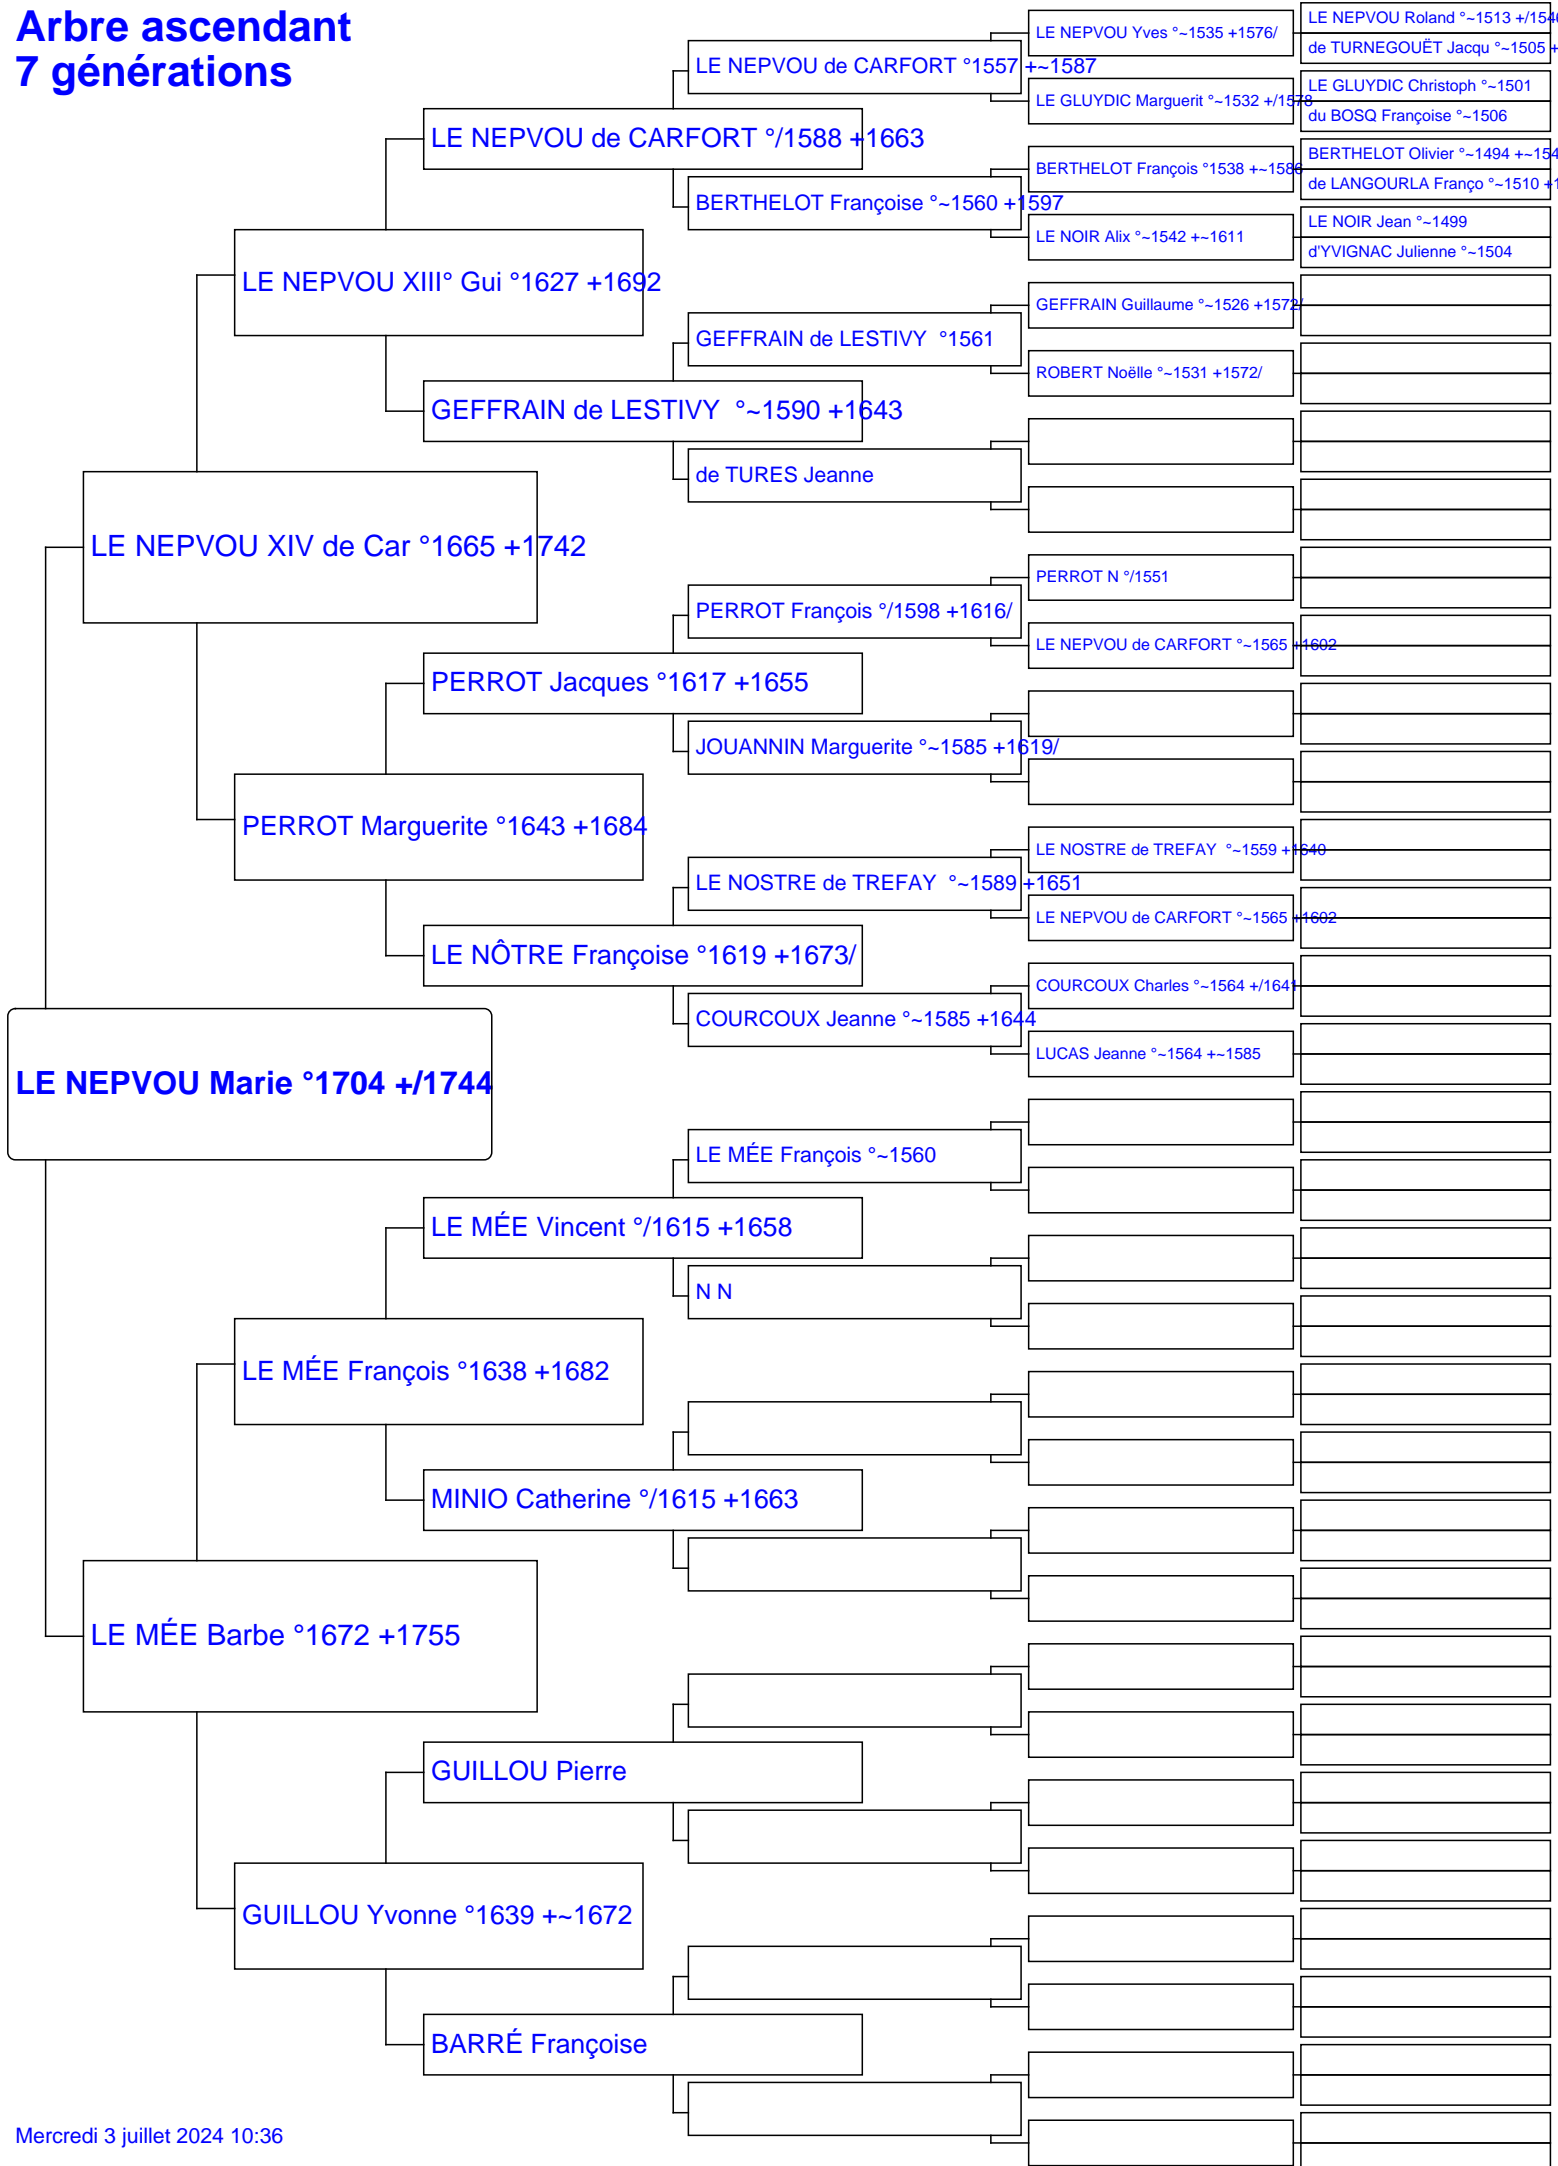 Arbre ascendant
7 générations
LE NEPVOU Roland °~1513 +/1540
LE NEPVOU Yves °~1535 +1576/
de TURNEGOUËT Jacqu °~1505 +
LE NEPVOU de CARFORT °1557 +~1587
LE GLUYDIC Christoph °~1501
LE GLUYDIC Marguerit °~1532 +/1578
du BOSQ Françoise °~1506
LE NEPVOU de CARFORT °/1588 +1663
BERTHELOT Olivier °~1494 +~154
BERTHELOT François °1538 +~1586
de LANGOURLA Franço °~1510 +1
BERTHELOT Françoise °~1560 +1597
LE NOIR Jean °~1499
LE NOIR Alix °~1542 +~1611
d'YVIGNAC Julienne °~1504
LE NEPVOU XIII° Gui °1627 +1692
GEFFRAIN Guillaume °~1526 +1572/
GEFFRAIN de LESTIVY °1561
ROBERT Noëlle °~1531 +1572/
GEFFRAIN de LESTIVY °~1590 +1643
de TURES Jeanne
LE NEPVOU XIV de Car °1665 +1742
PERROT N °/1551
PERROT François °/1598 +1616/
LE NEPVOU de CARFORT °~1565 +1602
PERROT Jacques °1617 +1655
JOUANNIN Marguerite °~1585 +1619/
PERROT Marguerite °1643 +1684
LE NOSTRE de TREFAY °~1559 +1640
LE NOSTRE de TREFAY °~1589 +1651
LE NEPVOU de CARFORT °~1565 +1602
LE NÔTRE Françoise °1619 +1673/
COURCOUX Charles °~1564 +/1641
COURCOUX Jeanne °~1585 +1644
LUCAS Jeanne °~1564 +~1585
LE NEPVOU Marie °1704 +/1744
LE MÉE François °~1560
LE MÉE Vincent °/1615 +1658
N N
LE MÉE François °1638 +1682
MINIO Catherine °/1615 +1663
LE MÉE Barbe °1672 +1755
GUILLOU Pierre
GUILLOU Yvonne °1639 +~1672
BARRÉ Françoise
Mercredi 3 juillet 2024 10:36